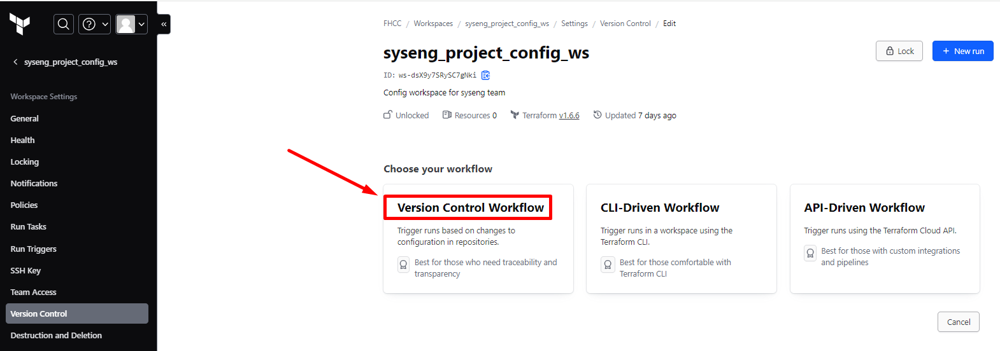 syseng_project_config_ws
Workspace Settings
General
Health
Locking
Notifications
Policies
Run Tasks
Run Triggers
SSH Key
Team Access
Version Control
Destruction and Deletion
FHCC / Workspaces / syseng_project_config_ws / Settings / Version Control / Edit
syseng_project_config_ws
Lock
+ New run
ID: ws-dsX9y7SRySC7gNki
Config workspace for syseng team
Unlocked Resources 0 Terraform v1.6.6 Updated 7 days ago
Choose your workflow
Version Control Workflow
Trigger runs based on changes to
configuration in repositories.
Best for those who need traceability and
transparency
CLI-Driven Workflow
Trigger runs in a workspace using the
Terraform CLI.
Best for those comfortable with
Terraform CLI
API-Driven Workflow
Trigger runs using the Terraform Cloud API.
Best for those with custom integrations
and pipelines
Cancel